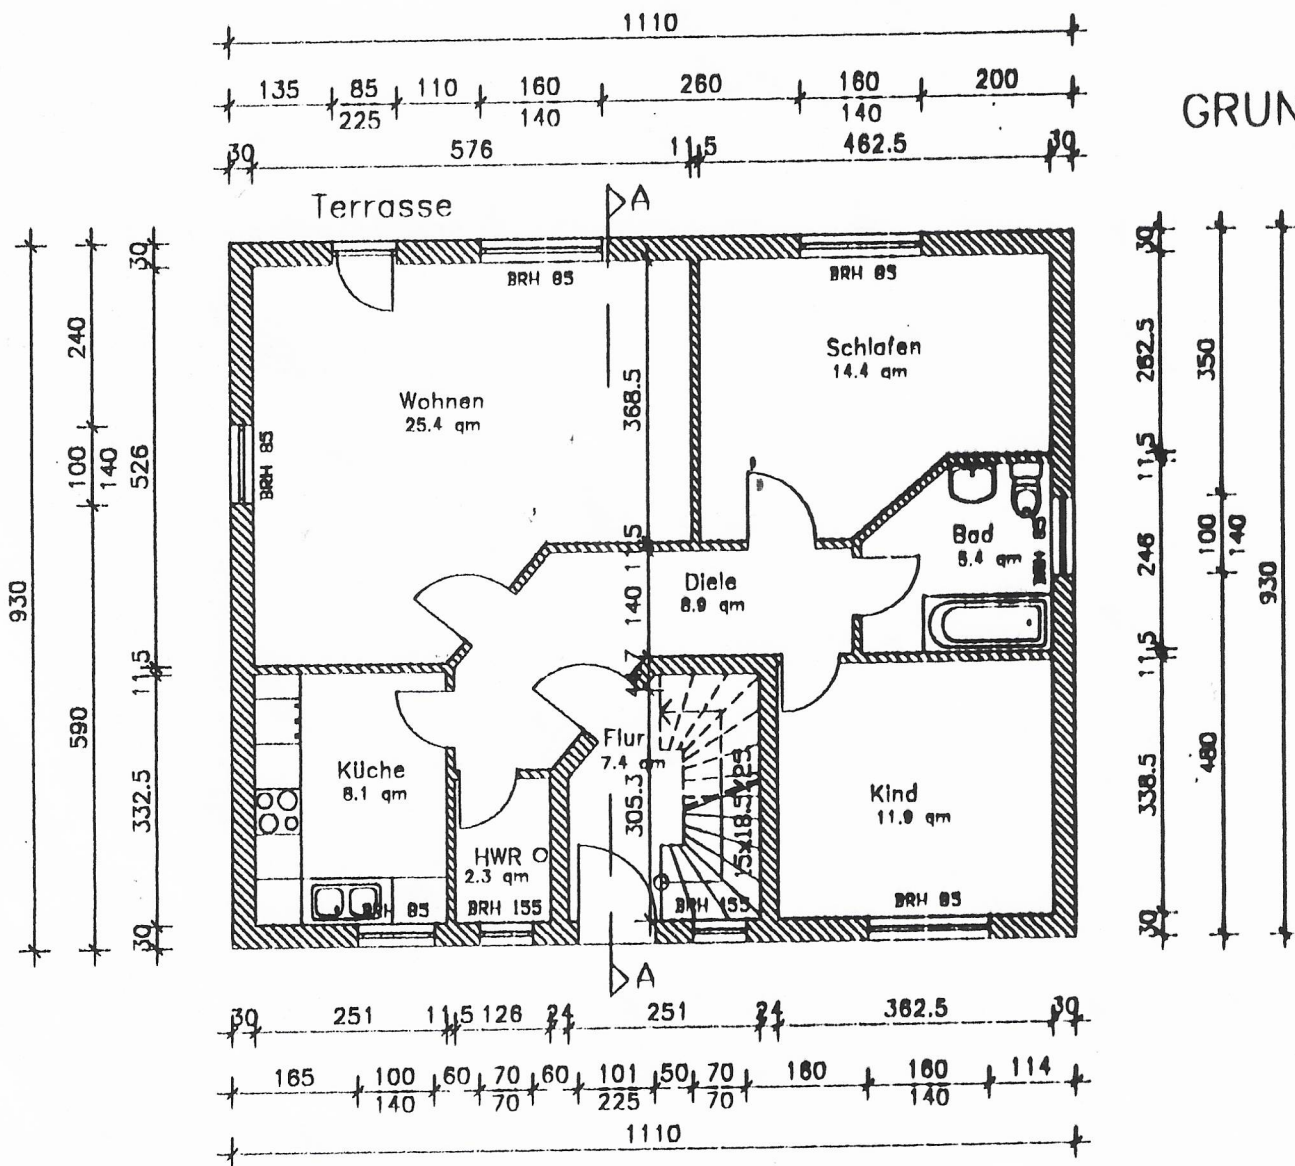 1110
135 85 110 160 260 160 200
225 140 140
GRUN
30 576 11.5 462.5 30
Terrasse
A
BRH 85
BRH 85
Schlafen
14.4 qm
Wohnen
25.4 qm
BRH 85
368.5
11.5
140
Diele
8.9 qm
Bad
17
Flur
7.4 qm
305.3
15x18.5x25
Küche
8.1 qm
HWR
2.3 qm
Kind
11.9 qm
BRH 85
BRH 155
BRH 155
BRH 85
A
930
240
100
140
590
30
526
11.5
332.5
30
30
262.5
11.5
246
11.5
338.5
30
350
100
140
480
930
30 251 11.5 126 24 251 24 362.5 30
165 100 60 70 60 101 50 70 160 160 114
140 70 225 70 140
1110